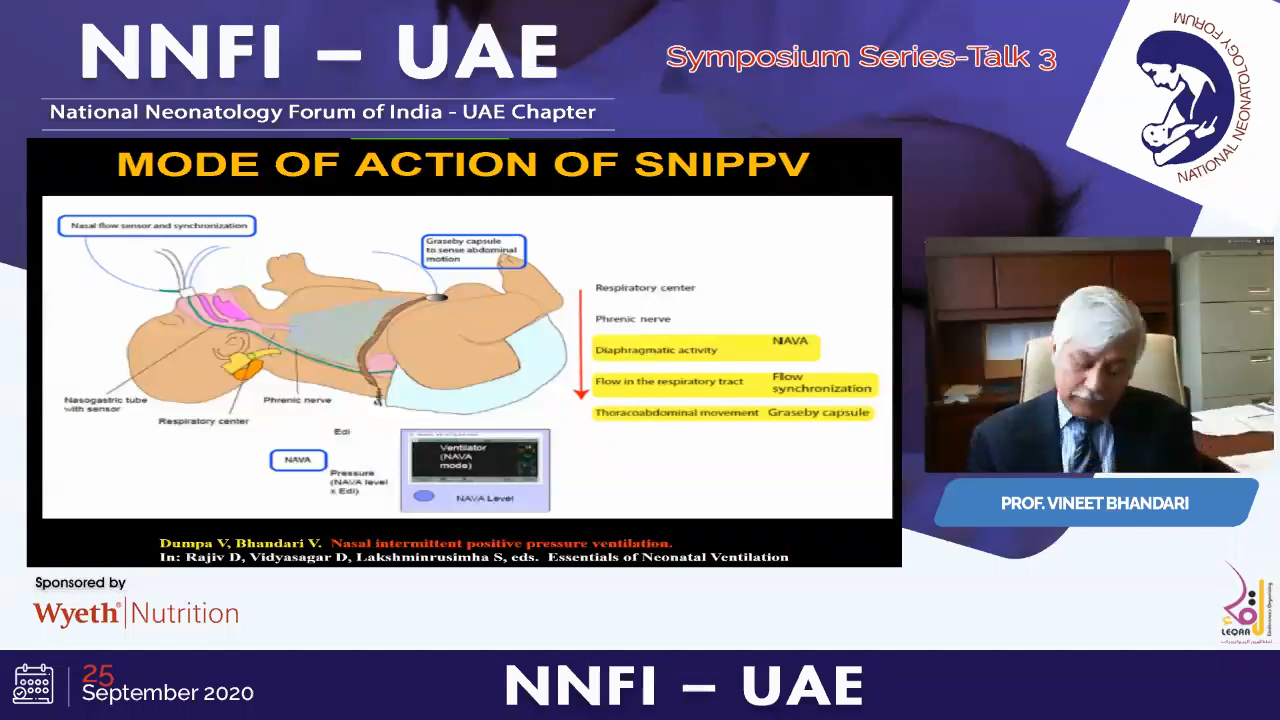 NNFI – UAE
National Neonatology Forum of India - UAE Chapter
Symposium Series-Talk 3
NATIONAL NEONATOLOGY FORUM
MODE OF ACTION OF SNIPPV
Nasal flow sensor and synchronization
Graseby capsule
to sense abdominal
motion
Respiratory center
Phrenic nerve
Diaphragmatic activity NAVA
Flow in the respiratory tract Flow
synchronization
Thoracoabdominal movement Graseby capsule
Nasogastric tube
with sensor
Respiratory center
Phrenic nerve
Edi
NAVA
Pressure
(NAVA level
x Edi)
Ventilator
(NAVA
mode)
NAVA Level
Dumpa V, Bhandari V. Nasal intermittent positive pressure ventilation.
In: Rajiv D, Vidyasagar D, Lakshminrusimha S, eds. Essentials of Neonatal Ventilation
PROF. VINEET BHANDARI
Sponsored by
Wyeth® Nutrition
LEQAA
25
September 2020
NNFI – UAE